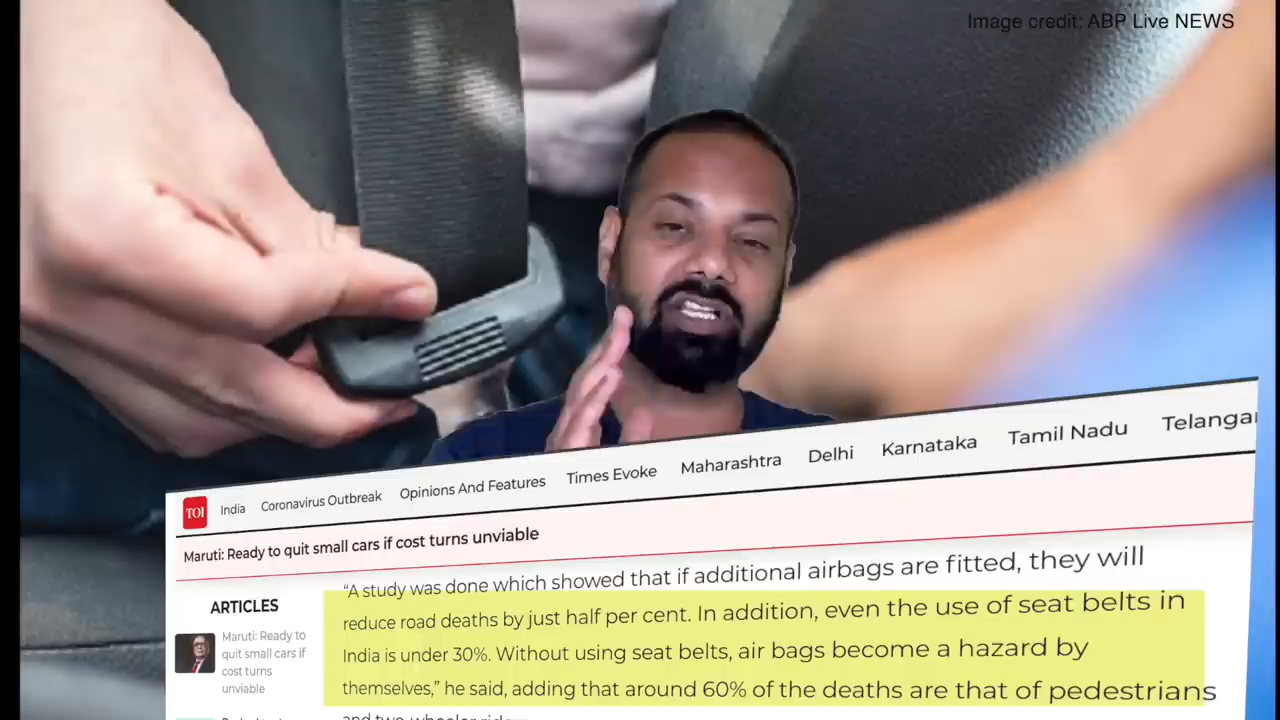 Image credit: ABP Live NEWS
TOI India Coronavirus Outbreak Opinions And Features Times Evoke Maharashtra Delhi Karnataka Tamil Nadu
Maruti: Ready to quit small cars if cost turns unviable
ARTICLES
Maruti: Ready to
quit small cars if
cost turns
unviable
“A study was done which showed that if additional airbags are fitted, they will
reduce road deaths by just half per cent. In addition, even the use of seat belts in
India is under 30%. Without using seat belts, air bags become a hazard by
themselves,” he said, adding that around 60% of the deaths are that of pedestrians